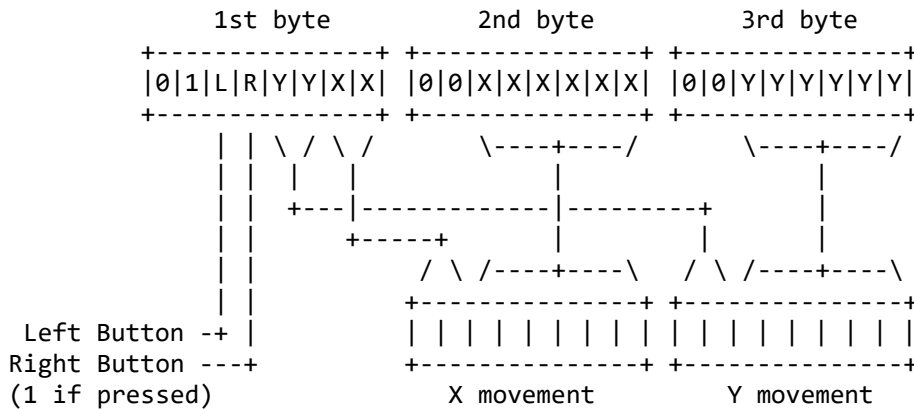 1st byte          2nd byte         3rd byte
         +---------------+ +---------------+ +---------------+
         |0|1|L|R|Y|Y|X|X| |0|0|X|X|X|X|X|X| |0|0|Y|Y|Y|Y|Y|Y|
         +---------------+ +---------------+ +---------------+
              | | \ / \ /       \----+----/       \----+----/
              | |  |   |             |                 |
              | |  +---|-------------|---------+       |
              | |      +-----+       |         |       |
              | |           / \ /----+----\   / \ /----+----\
              | |          +---------------+ +---------------+
Left Button -+ |           | | | | | | | | | | | | | | | | | |
Right Button ---+          +---------------+ +---------------+
(1 if pressed)                X movement         Y movement